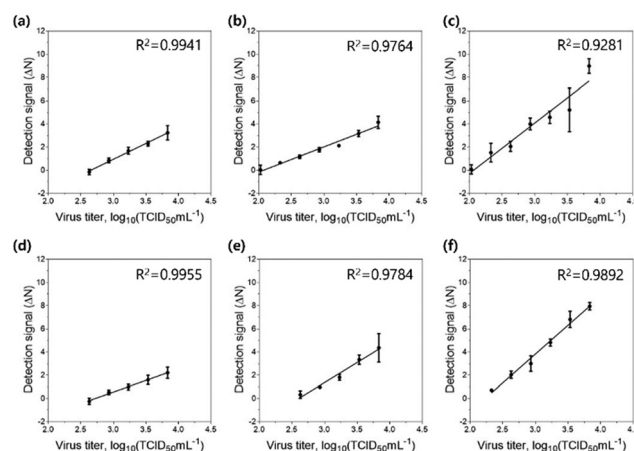 (a)
R²=0.9941
Detection signal (ΔN)
12
10
8
6
4
2
0
-2
2.0 2.5 3.0 3.5 4.0 4.5
Virus titer, log₁₀(TCID₅₀mL⁻¹)
(b)
R²=0.9764
Detection signal (ΔN)
12
10
8
6
4
2
0
-2
2.0 2.5 3.0 3.5 4.0 4.5
Virus titer, log₁₀(TCID₅₀mL⁻¹)
(c)
R²=0.9281
Detection signal (ΔN)
12
10
8
6
4
2
0
-2
2.0 2.5 3.0 3.5 4.0 4.5
Virus titer, log₁₀(TCID₅₀mL⁻¹)
(d)
R²=0.9955
Detection signal (ΔN)
12
10
8
6
4
2
0
-2
2.0 2.5 3.0 3.5 4.0 4.5
Virus titer, log₁₀(TCID₅₀mL⁻¹)
(e)
R²=0.9784
Detection signal (ΔN)
12
10
8
6
4
2
0
-2
2.0 2.5 3.0 3.5 4.0 4.5
Virus titer, log₁₀(TCID₅₀mL⁻¹)
(f)
R²=0.9892
Detection signal (ΔN)
12
10
8
6
4
2
0
-2
2.0 2.5 3.0 3.5 4.0 4.5
Virus titer, log₁₀(TCID₅₀mL⁻¹)